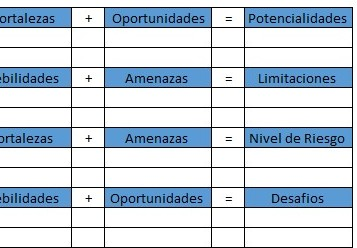 ortalezas + Oportunidades = Potencialidades
ebilidades + Amenazas = Limitaciones
ortalezas + Amenazas = Nivel de Riesgo
ebilidades + Oportunidades = Desafios